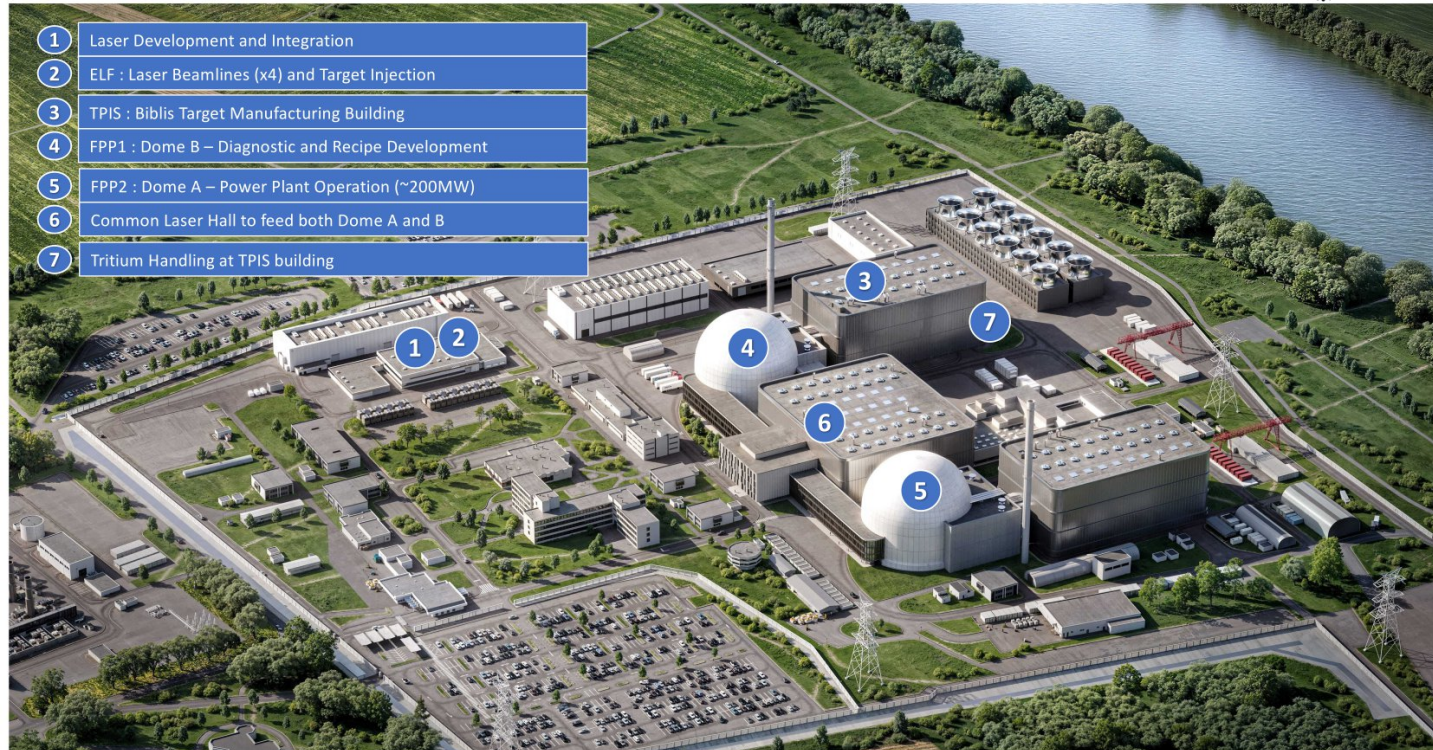 1 Laser Development and Integration
2 ELF : Laser Beamlines (x4) and Target Injection
3 TPIS : Biblis Target Manufacturing Building
4 FPP1 : Dome B – Diagnostic and Recipe Development
5 FPP2 : Dome A – Power Plant Operation (~200MW)
6 Common Laser Hall to feed both Dome A and B
7 Tritium Handling at TPIS building
3
7
1
2
4
6
5